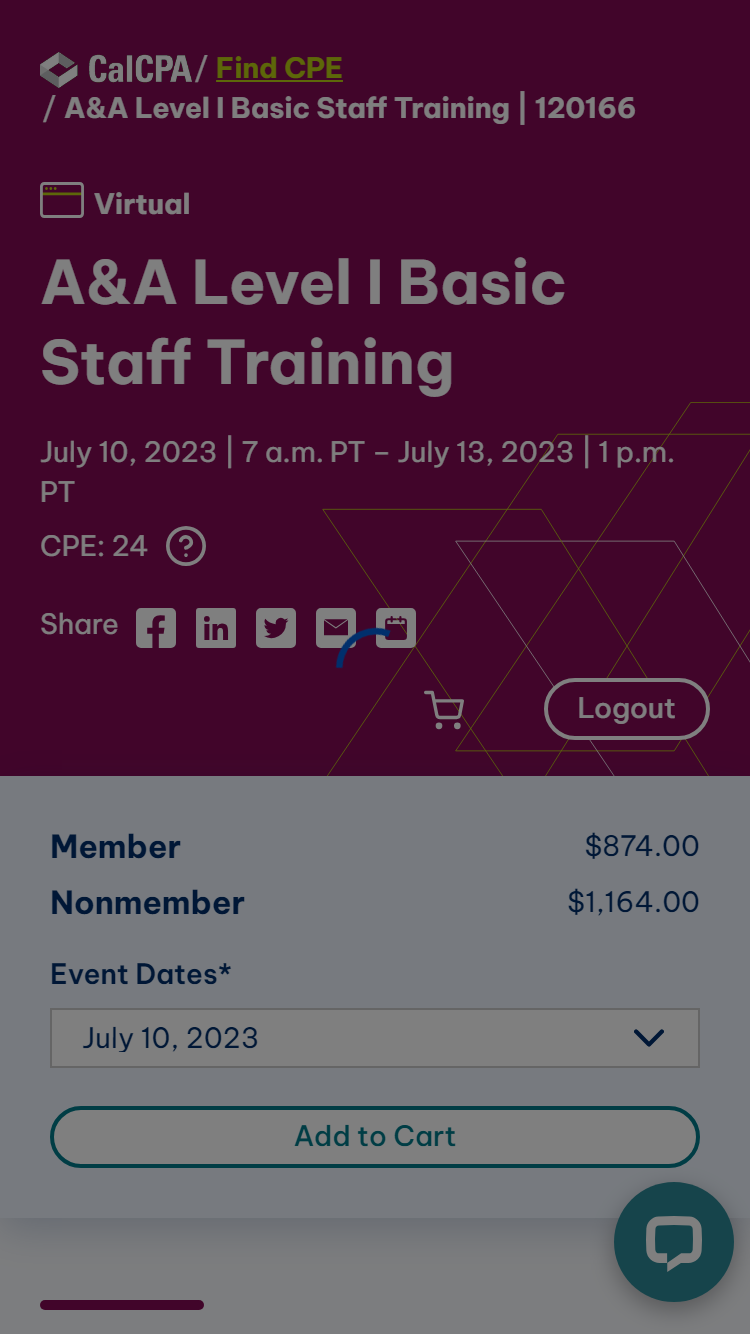 CalCPA / Find CPE
/ A&A Level I Basic Staff Training | 120166
Virtual
A&A Level I Basic
Staff Training
July 10, 2023 | 7 a.m. PT – July 13, 2023 | 1 p.m.
PT
CPE: 24 ?
Share
Logout
Member $874.00
Nonmember $1,164.00
Event Dates*
July 10, 2023
Add to Cart